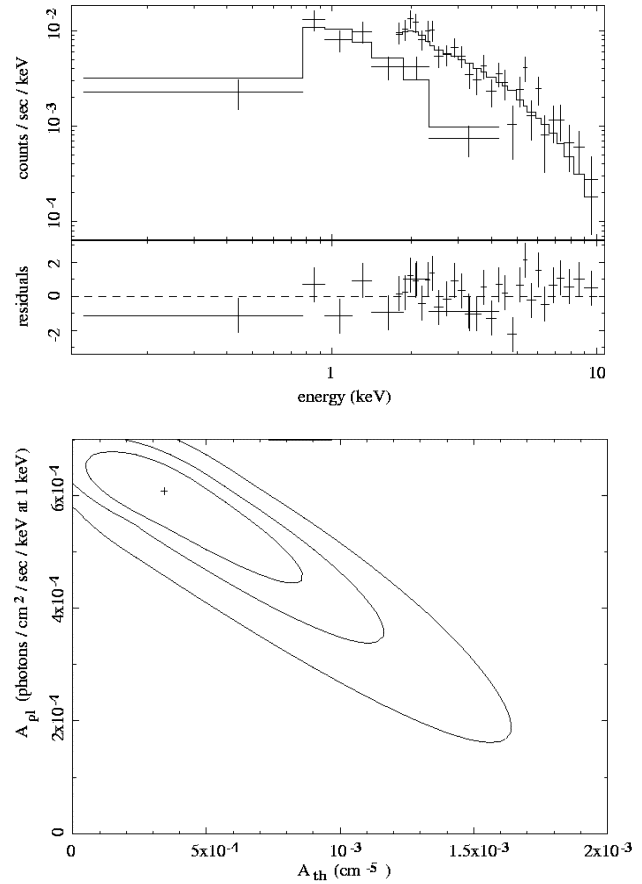 10⁻²
10⁻³
10⁻⁴
counts / sec / keV
2
0
-2
residuals
1
10
energy (keV)
6x10⁻⁴
4x10⁻⁴
2x10⁻⁴
0
A_pl (photons / cm² / sec / keV at 1 keV)
0
5x10⁻⁴
10⁻³
1.5x10⁻³
2x10⁻³
A_th (cm⁻⁵)